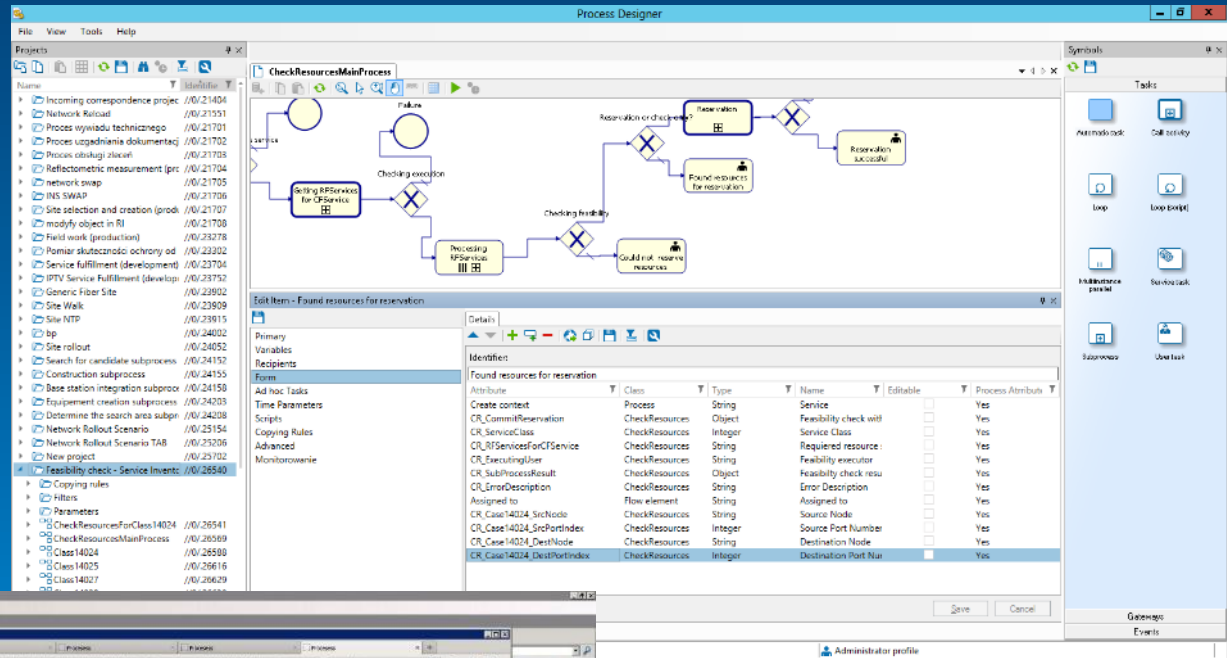 Process Designer
File View Tools Help
Projects
Name Identifie
Incoming correspondence projec //0/.21404
Network Reload //0/.21551
Proces wywiadu technicznego //0/.21701
Proces uzgadniania dokumentacj //0/.21702
Proces obsługi zleceń //0/.21703
Reflectometric measurement (prc //0/.21704
network swap //0/.21705
INS SWAP //0/.21706
Site selection and creation (produ //0/.21707
modyfy object in RI //0/.21708
Field work (production) //0/.23278
Pomiar skuteczności ochrony od //0/.23302
Service fulfillment (development) //0/.23704
IPTV Service Fulfillment (develop: //0/.23752
Generic Fiber Site //0/.23902
Site Walk //0/.23909
Site NTP //0/.23915
bp //0/.24002
Site rollout //0/.24052
Search for candidate subprocess //0/.24152
Construction subprocess //0/.24155
Base station integration subproce //0/.24158
Equipement creation subprocess //0/.24203
Determine the search area subpr //0/.24208
Network Rollout Scenario //0/.25154
Network Rollout Scenario TAB //0/.25206
New project //0/.25702
Feasibility check - Service Invento //0/.26540
Copying rules
Filters
Parameters
CheckResourcesForClass14024 //0/.26541
CheckResourcesMainProcess //0/.26569
Class14024 //0/.26588
Class14025 //0/.26616
Class14027 //0/.26629
CheckResourcesMainProcess
Failure
service
Getting RFServices
for CFService
Checking execution
Processing
RFServices
Checking feasibility
Could not reserve
resources
Reservation or check only?
Reservation
Found resources
for reservation
Reservation
successful
Edit Item - Found resources for reservation
Primary
Variables
Recipients
Form
Ad hoc Tasks
Time Parameters
Scripts
Copying Rules
Advanced
Monitorowanie
Details
Identifier:
Found resources for reservation
Attribute Class Type Name Editable Process Attribute
Create context Process String Service Yes
CR_CommitReservation CheckResources Object Feasibility check with Yes
CR_ServiceClass CheckResources Integer Service Class Yes
CR_RFServicesForCFService CheckResources String Requiered resource Yes
CR_ExecutingUser CheckResources String Feaibility executor Yes
CR_SubProcessResult CheckResources Object Feasibilty check resu Yes
CR_ErrorDescription CheckResources String Error Description Yes
Assigned to Flow element String Assigned to Yes
CR_Case14024_SrcNode CheckResources String Source Node Yes
CR_Case14024_SrcPortIndex CheckResources Integer Source Port Number Yes
CR_Case14024_DestNode CheckResources String Destination Node Yes
CR_Case14024_DestPortIndex CheckResources Integer Destination Port Nur Yes
Save Cancel
Symbols
Tasks
Automatic task Call activity
Loop Loop (script)
Multiinstance
parallel
Service task
Subprocess User task
Gateways
Events
Processes Processes Processes
Administrator profile